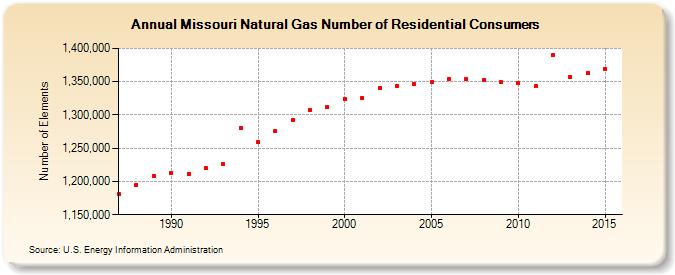 Annual Missouri Natural Gas Number of Residential Consumers
Number of Elements
1,400,000
1,350,000
1,300,000
1,250,000
1,200,000
1,150,000
1990 1995 2000 2005 2010 2015
Source: U.S. Energy Information Administration